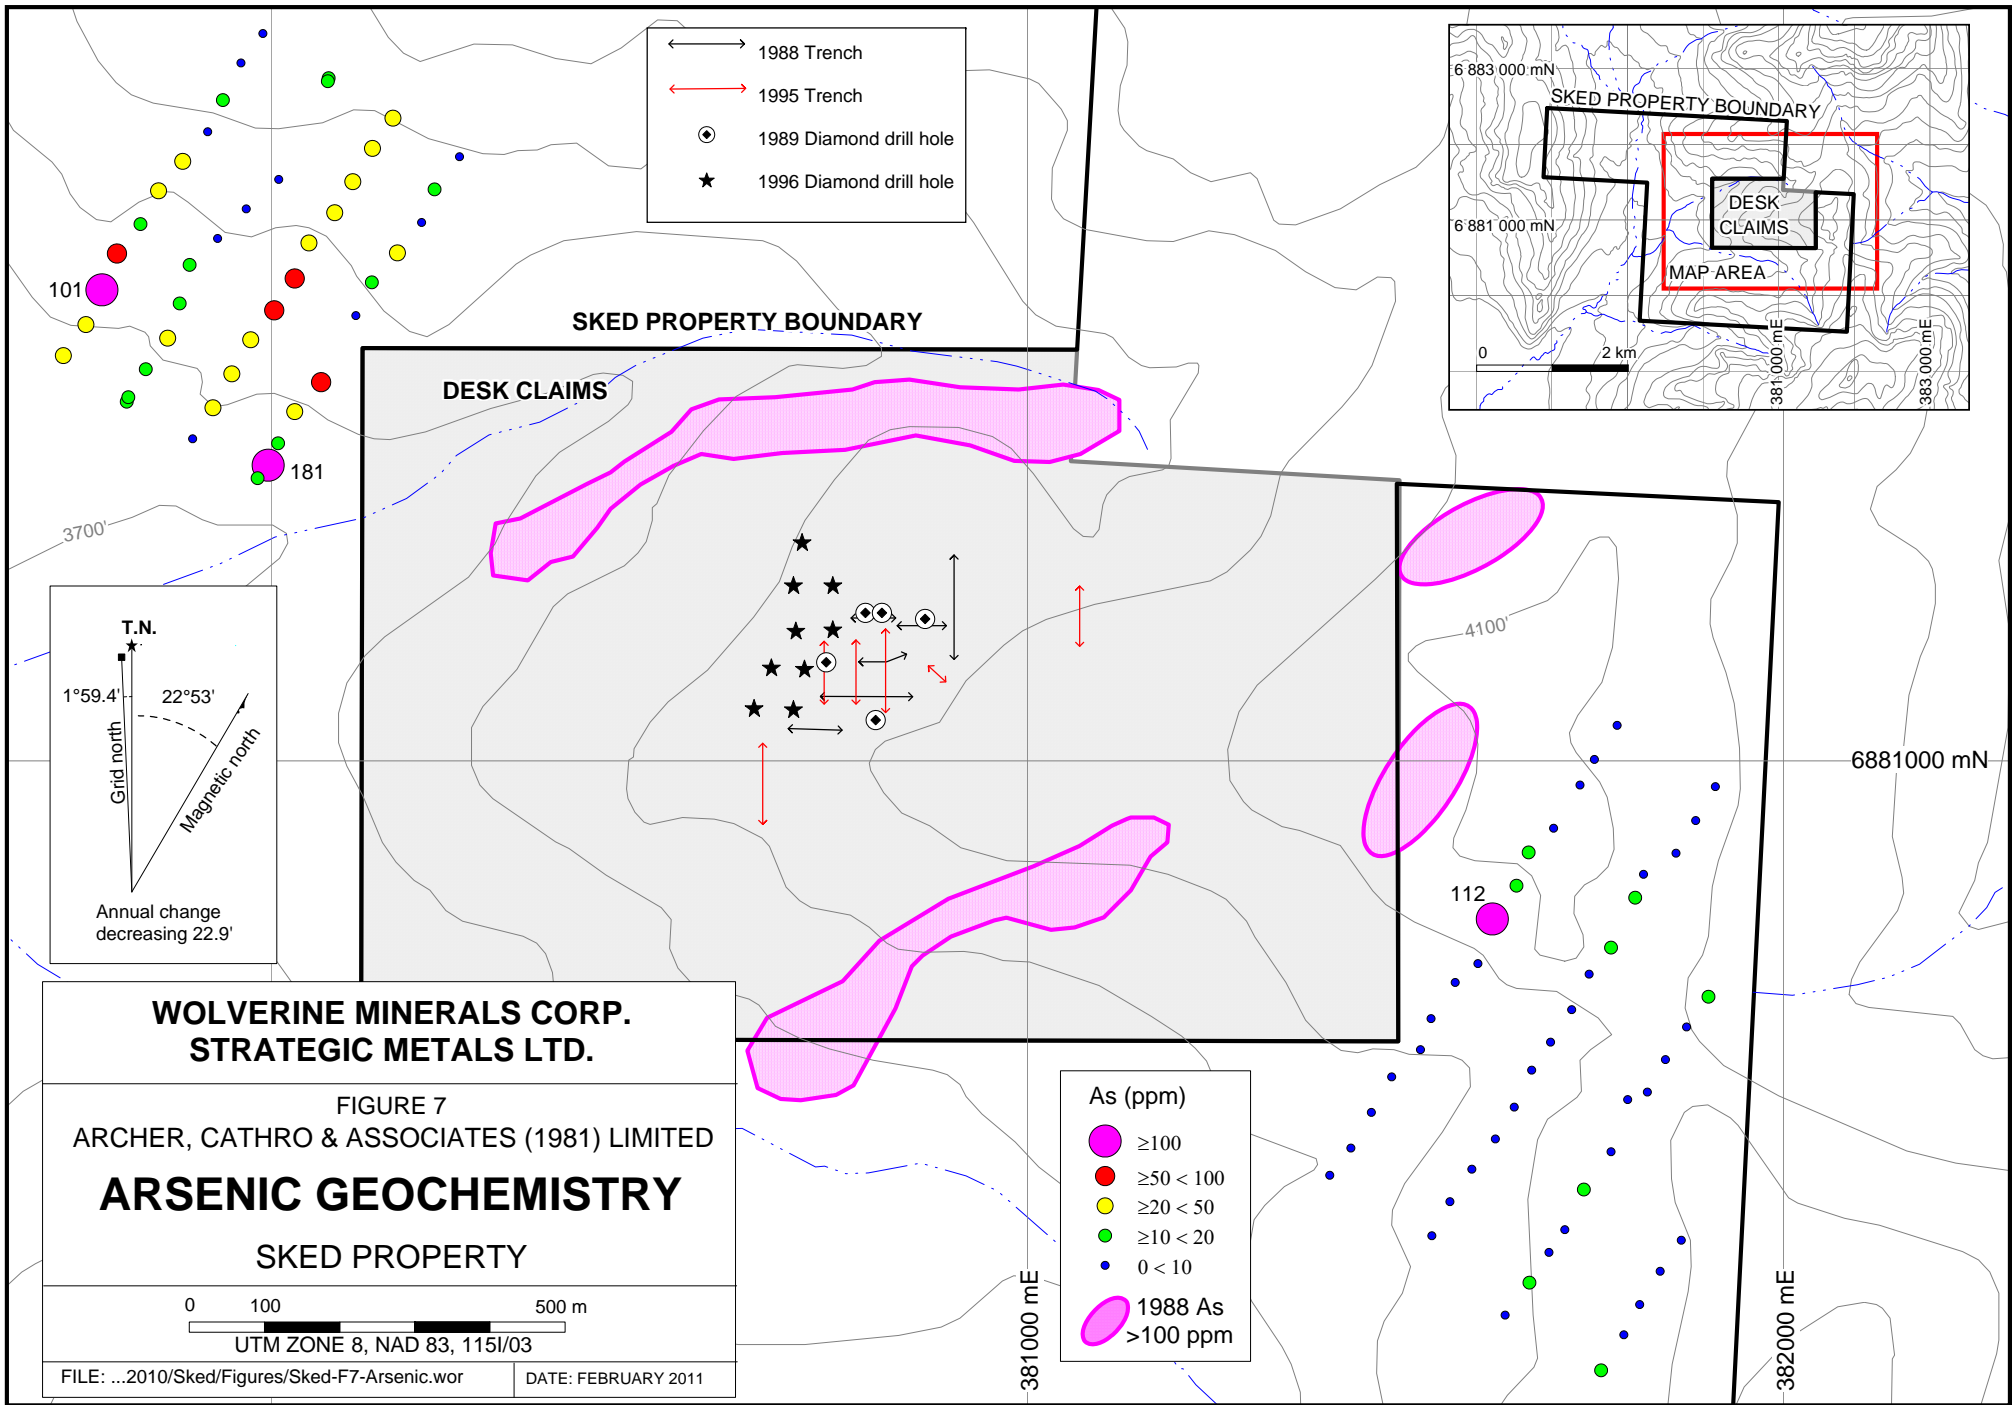 1988 Trench
1995 Trench
1989 Diamond drill hole
1996 Diamond drill hole
6 883 000 mN
SKED PROPERTY BOUNDARY
6 881 000 mN
DESK
CLAIMS
MAP AREA
0 2 km
381000 mE
383 000 mE
101
181
SKED PROPERTY BOUNDARY
DESK CLAIMS
3700'
4100'
T.N.
1°59.4' 22°53'
Grid north
Magnetic north
Annual change
decreasing 22.9'
6881000 mN
112
WOLVERINE MINERALS CORP.
STRATEGIC METALS LTD.
FIGURE 7
ARCHER, CATHRO & ASSOCIATES (1981) LIMITED
ARSENIC GEOCHEMISTRY
SKED PROPERTY
0 100 500 m
UTM ZONE 8, NAD 83, 115I/03
FILE: ...2010/Sked/Figures/Sked-F7-Arsenic.wor
DATE: FEBRUARY 2011
As (ppm)
≥100
≥50 < 100
≥20 < 50
≥10 < 20
0 < 10
1988 As
>100 ppm
381000 mE
382000 mE